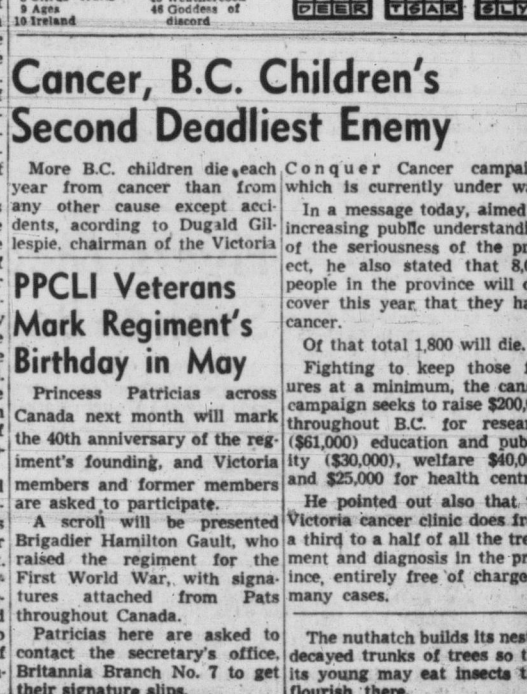 9 Ages
10 Ireland
46 Goddess of
discord
Cancer, B.C. Children's
Second Deadliest Enemy
More B.C. children die each
year from cancer than from
any other cause except acci-
dents, acording to Dugald Gil-
lespie, chairman of the Victoria
Conquer Cancer campai
which is currently under w
In a message today, aimed
increasing public understandi
of the seriousness of the pr
ect, he also stated that 8,0
people in the province will
cover this year that they ha
cancer.
Of that total 1,800 will die.
Fighting to keep those
ures at a minimum, the can
campaign seeks to raise $200,
throughout B.C. for resear
($61,000) education and pub
ity ($30,000), welfare $40,0
and $25,000 for health centr
He pointed out also that
Victoria cancer clinic does fr
a third to a half of all the tre
ment and diagnosis in the pr
ince, entirely free of charge
many cases.
The nuthatch builds its nes
decayed trunks of trees so t
its young may eat insects
flourish there.
PPCLI Veterans
Mark Regiment's
Birthday in May
Princess Patricias across
Canada next month will mark
the 40th anniversary of the reg-
iment's founding, and Victoria
members and former members
are asked to participate.
A scroll will be presented
Brigadier Hamilton Gault, who
raised the regiment for the
First World War, with signa-
tures attached from Pats
throughout Canada.
Patricias here are asked to
contact the secretary's office,
Britannia Branch No. 7 to get
their signature slips.